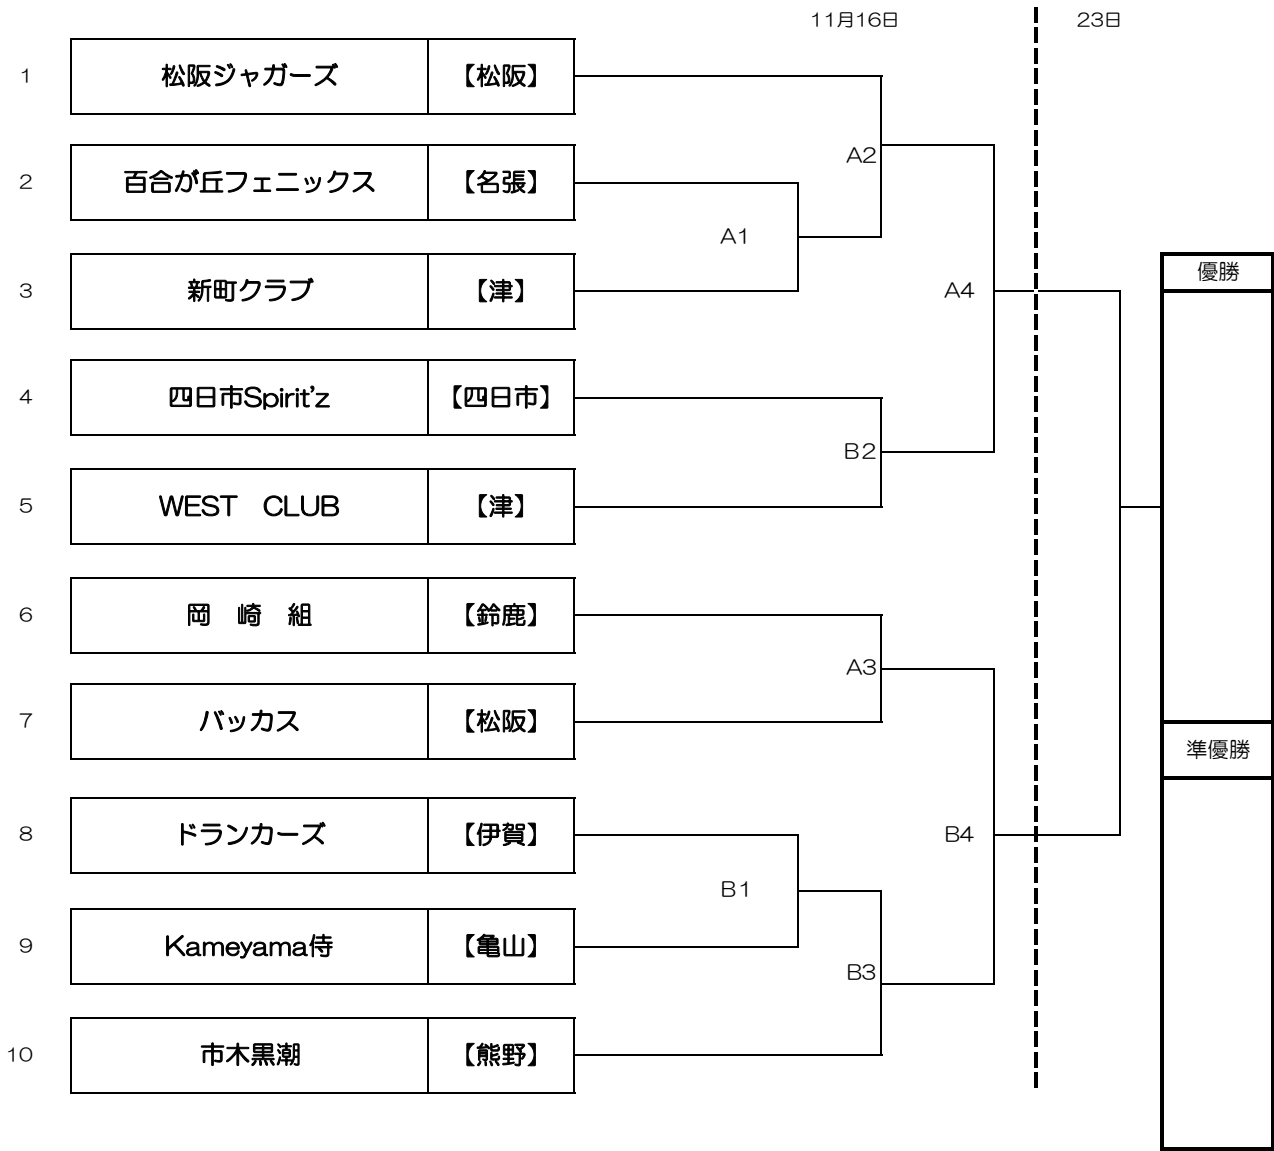 11月16日 23日
1 松阪ジャガーズ 【松阪】
A2
2 百合が丘フェニックス 【名張】
A1
優勝
3 新町クラブ 【津】 A4
4 四日市Spirit’z 【四日市】
B2
5 WEST　CLUB 【津】
6 岡　崎　組 【鈴鹿】
A3
7 バッカス 【松阪】
準優勝
8 ドランカーズ 【伊賀】 B4
B1
9 Kameyama侍 【亀山】
B3
10 市木黒潮 【熊野】